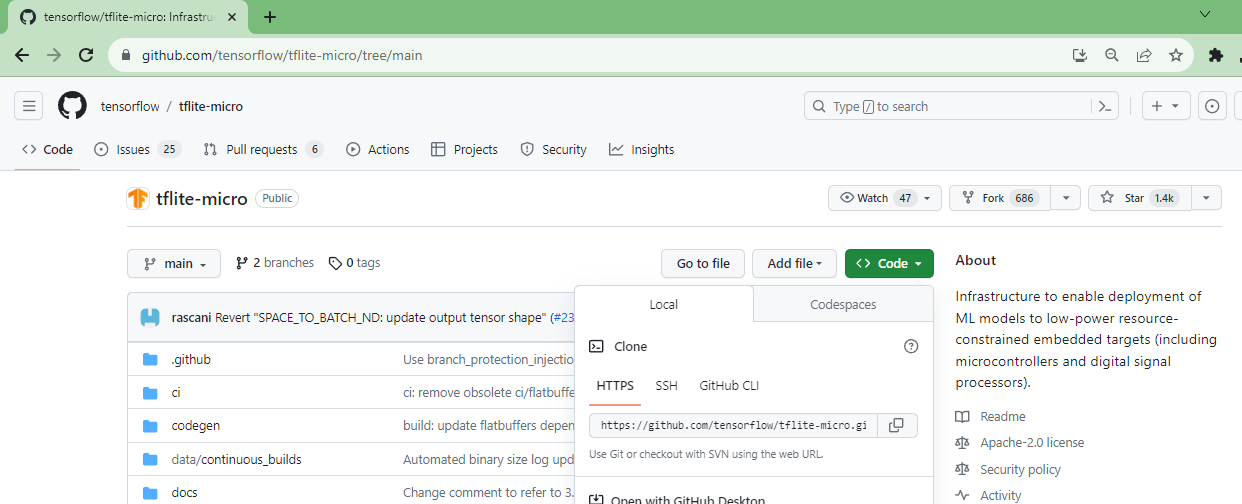 tensorflow/tflite-micro: Infrastru
github.com/tensorflow/tflite-micro/tree/main
tensorflow / tflite-micro
Type / to search
Code Issues 25 Pull requests 6 Actions Projects Security Insights
tflite-micro Public
Watch 47 Fork 686 Star 1.4k
main 2 branches 0 tags Go to file Add file Code
About
Infrastructure to enable deployment of
ML models to low-power resource-
constrained embedded targets (including
microcontrollers and digital signal
processors).
Readme
Apache-2.0 license
Security policy
Activity
Local Codespaces
Clone
HTTPS SSH GitHub CLI
https://github.com/tensorflow/tflite-micro.gi
Use Git or checkout with SVN using the web URL.
Open with GitHub Desktop
rascani Revert "SPACE_TO_BATCH_ND: update output tensor shape" (#23
.github Use branch_protection_injectio
ci ci: remove obsolete ci/flatbuffe
codegen build: update flatbuffers depen
data/continuous_builds Automated binary size log upd
docs Change comment to refer to 3.